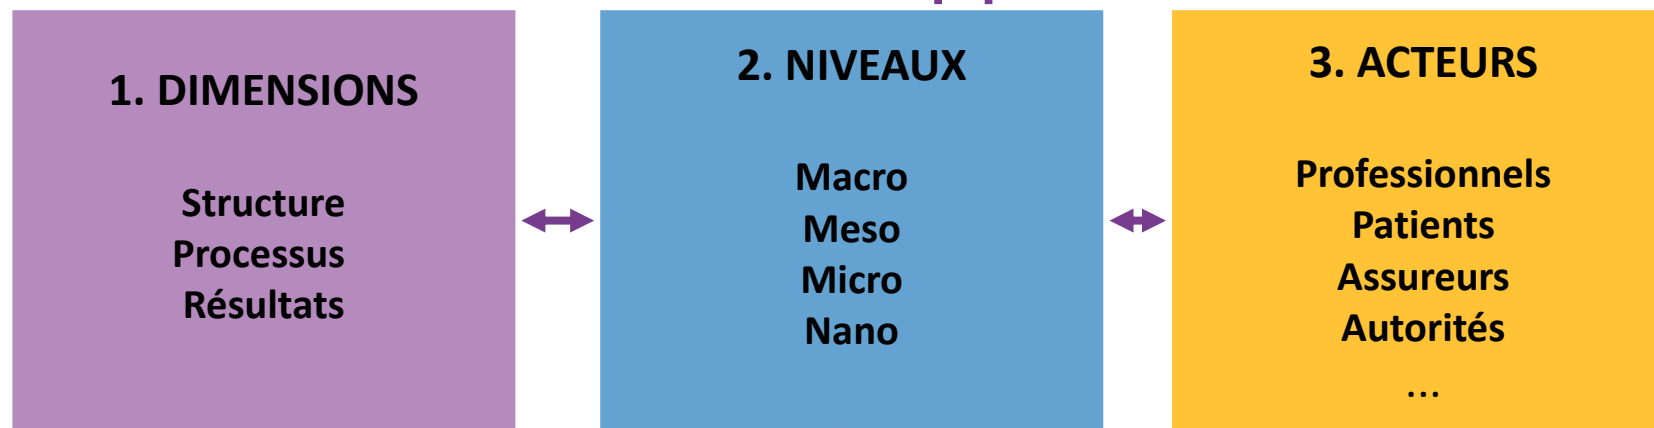 1. DIMENSIONS
Structure
Processus
Résultats
2. NIVEAUX
Macro
Meso
Micro
Nano
3. ACTEURS
Professionnels
Patients
Assureurs
Autorités
...